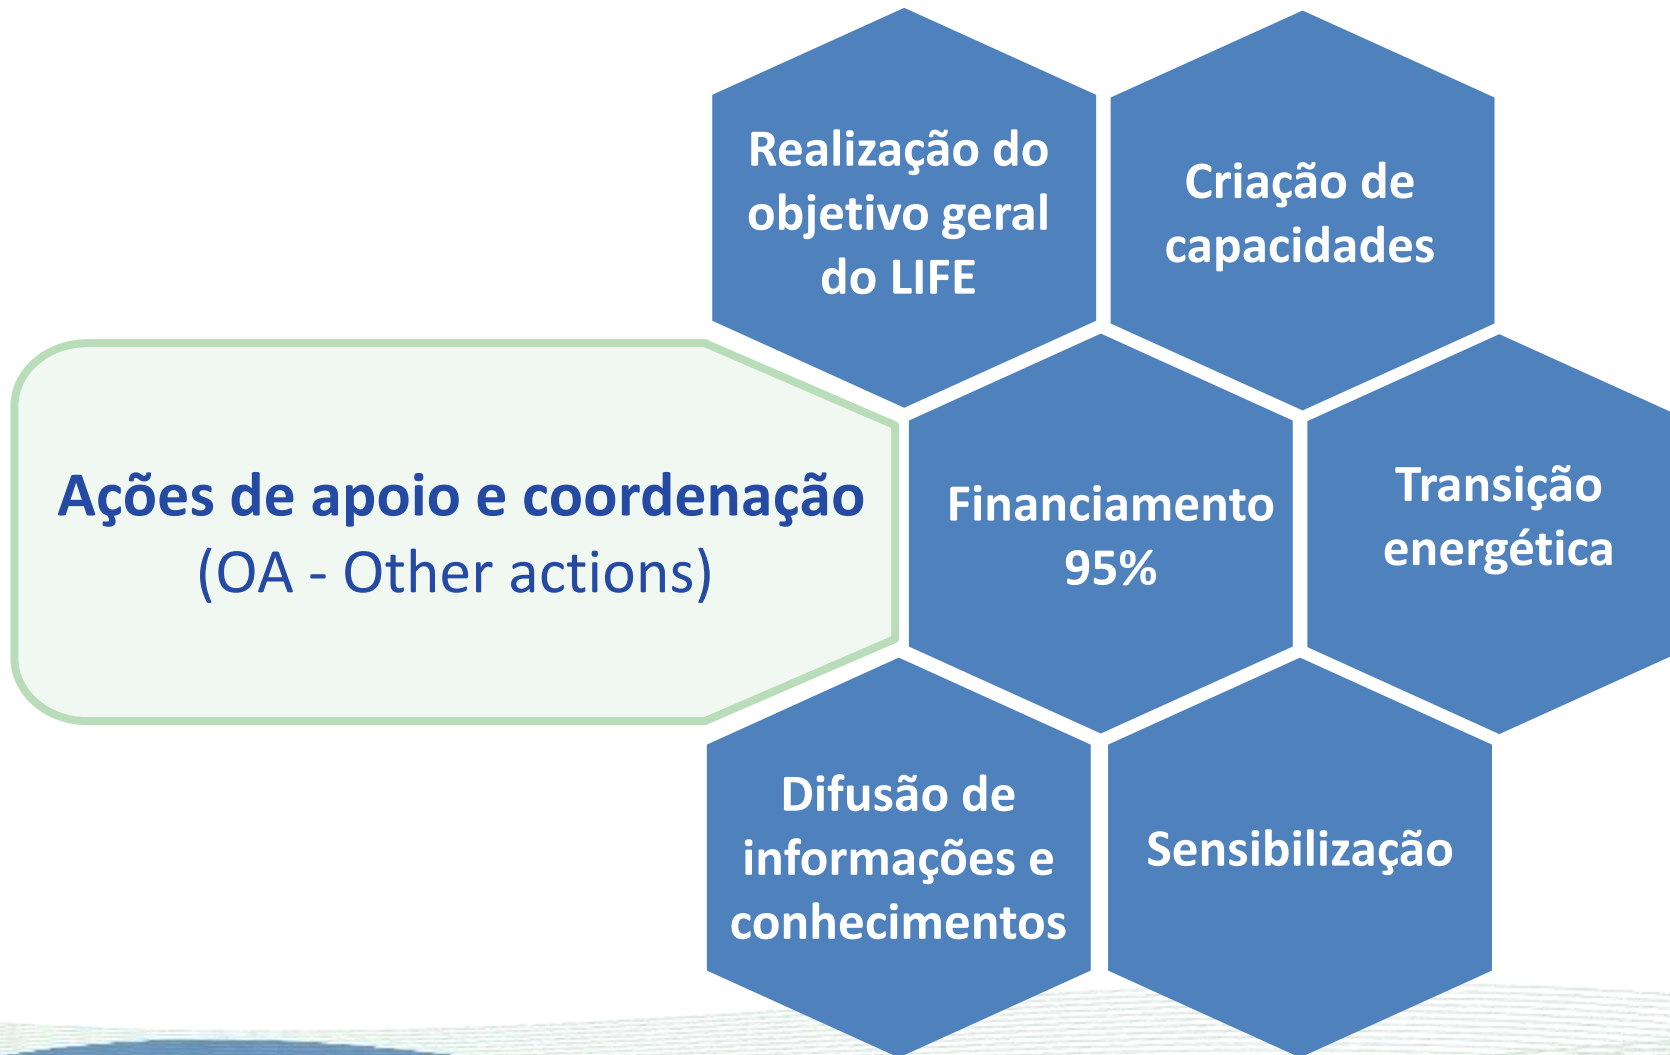 Realização do
objetivo geral
do LIFE
Criação de
capacidades
Ações de apoio e coordenação
(OA - Other actions)
Financiamento
95%
Transição
energética
Difusão de
informações e
conhecimentos
Sensibilização